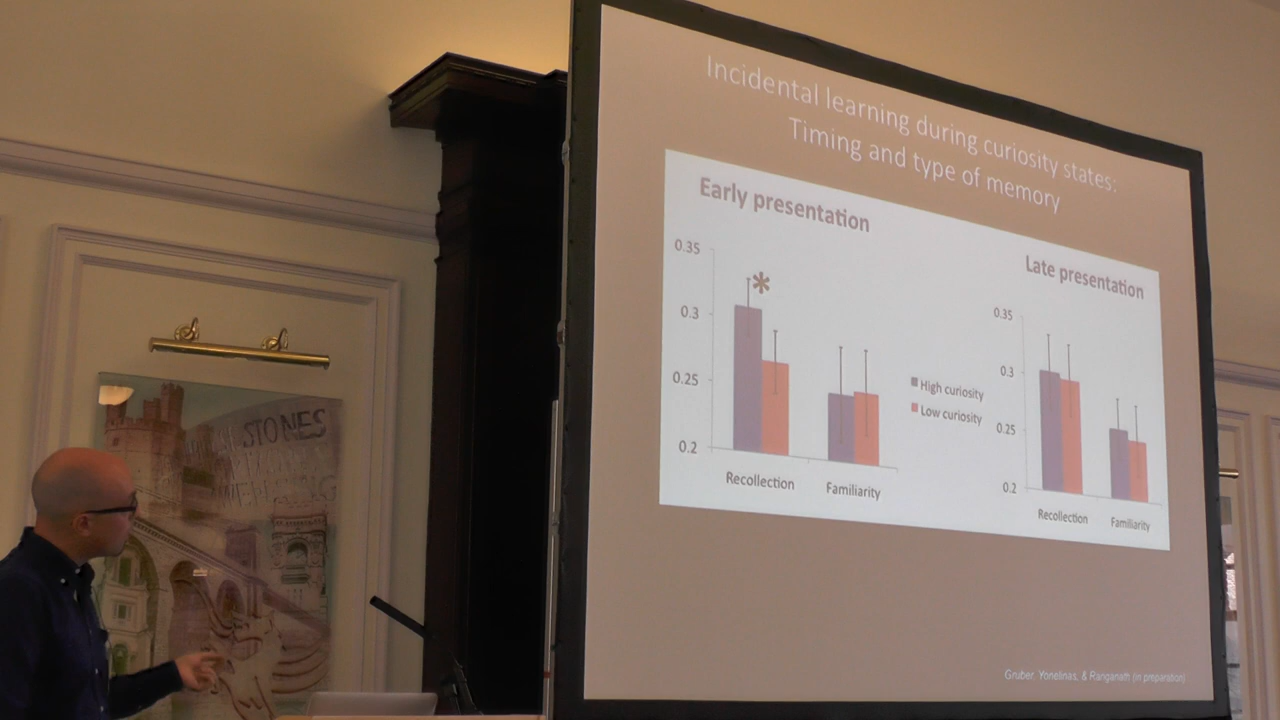 Incidental learning during curiosity states:
Timing and type of memory
Early presentation
0.35
0.3
0.25
0.2
*
Recollection
Familiarity
High curiosity
Low curiosity
Late presentation
0.35
0.3
0.25
0.2
Recollection
Familiarity
Gruber, Yonelinas, & Ranganath (in preparation)
STONES